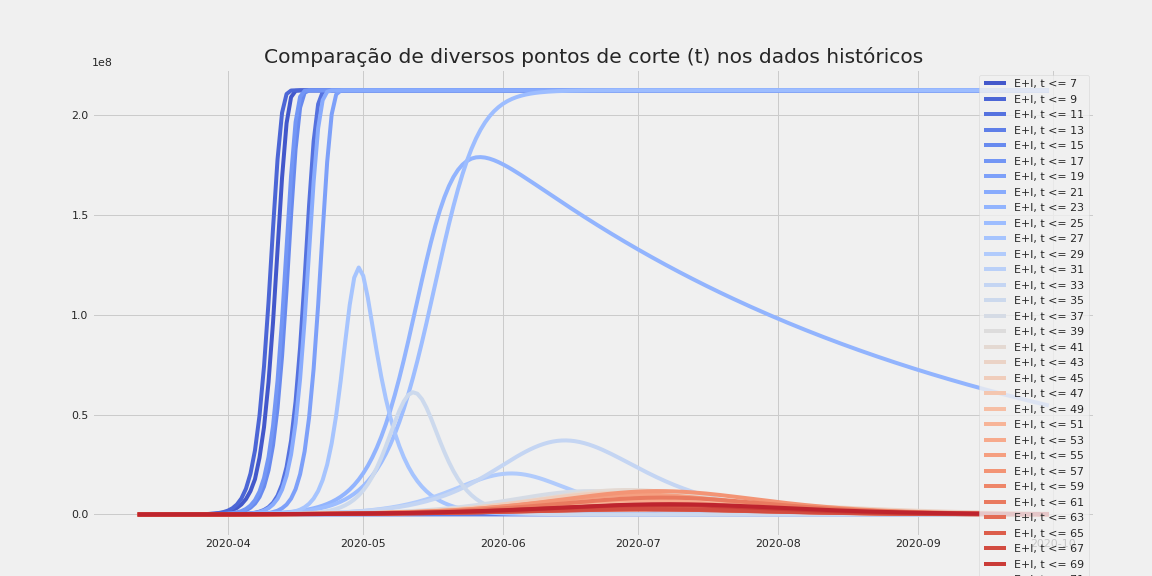 Comparação de diversos pontos de corte (t) nos dados históricos
1e8
2.0
1.5
1.0
0.5
0.0
2020-04
2020-05
2020-06
2020-07
2020-08
2020-09
2020-10
E+I, t <= 7
E+I, t <= 9
E+I, t <= 11
E+I, t <= 13
E+I, t <= 15
E+I, t <= 17
E+I, t <= 19
E+I, t <= 21
E+I, t <= 23
E+I, t <= 25
E+I, t <= 27
E+I, t <= 29
E+I, t <= 31
E+I, t <= 33
E+I, t <= 35
E+I, t <= 37
E+I, t <= 39
E+I, t <= 41
E+I, t <= 43
E+I, t <= 45
E+I, t <= 47
E+I, t <= 49
E+I, t <= 51
E+I, t <= 53
E+I, t <= 55
E+I, t <= 57
E+I, t <= 59
E+I, t <= 61
E+I, t <= 63
E+I, t <= 65
E+I, t <= 67
E+I, t <= 69